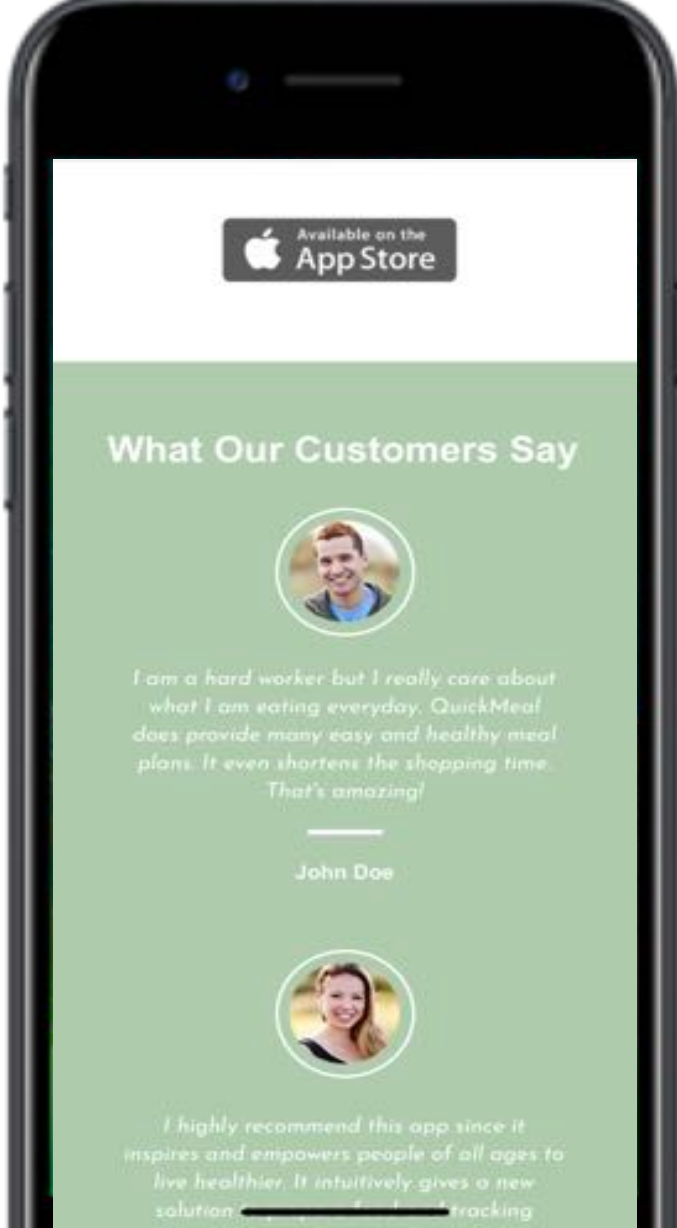 Available on the
App Store
What Our Customers Say
I am a hard worker but I really care about
what I am eating everyday. QuickMeal
does provide many easy and healthy meal
plans. It even shortens the shopping time.
That's amazing!
John Doe
I highly recommend this app since it
inspires and empowers people of all ages to
live healthier. It intuitively gives a new
solution tracking